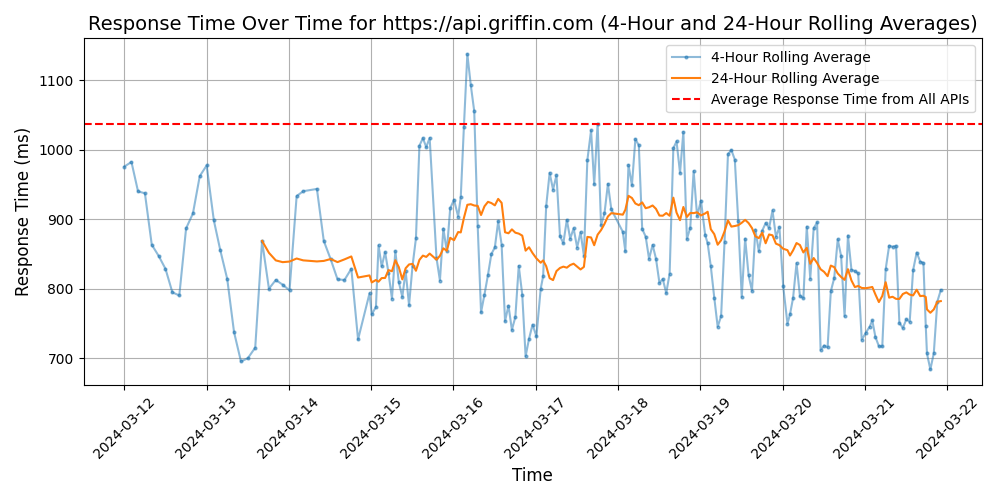 Response Time Over Time for https://api.griffin.com (4-Hour and 24-Hour Rolling Averages)
4-Hour Rolling Average
24-Hour Rolling Average
Average Response Time from All APIs
Response Time (ms)
1100
1000
900
800
700
2024-03-12
2024-03-13
2024-03-14
2024-03-15
2024-03-16
2024-03-17
2024-03-18
2024-03-19
2024-03-20
2024-03-21
2024-03-22
Time